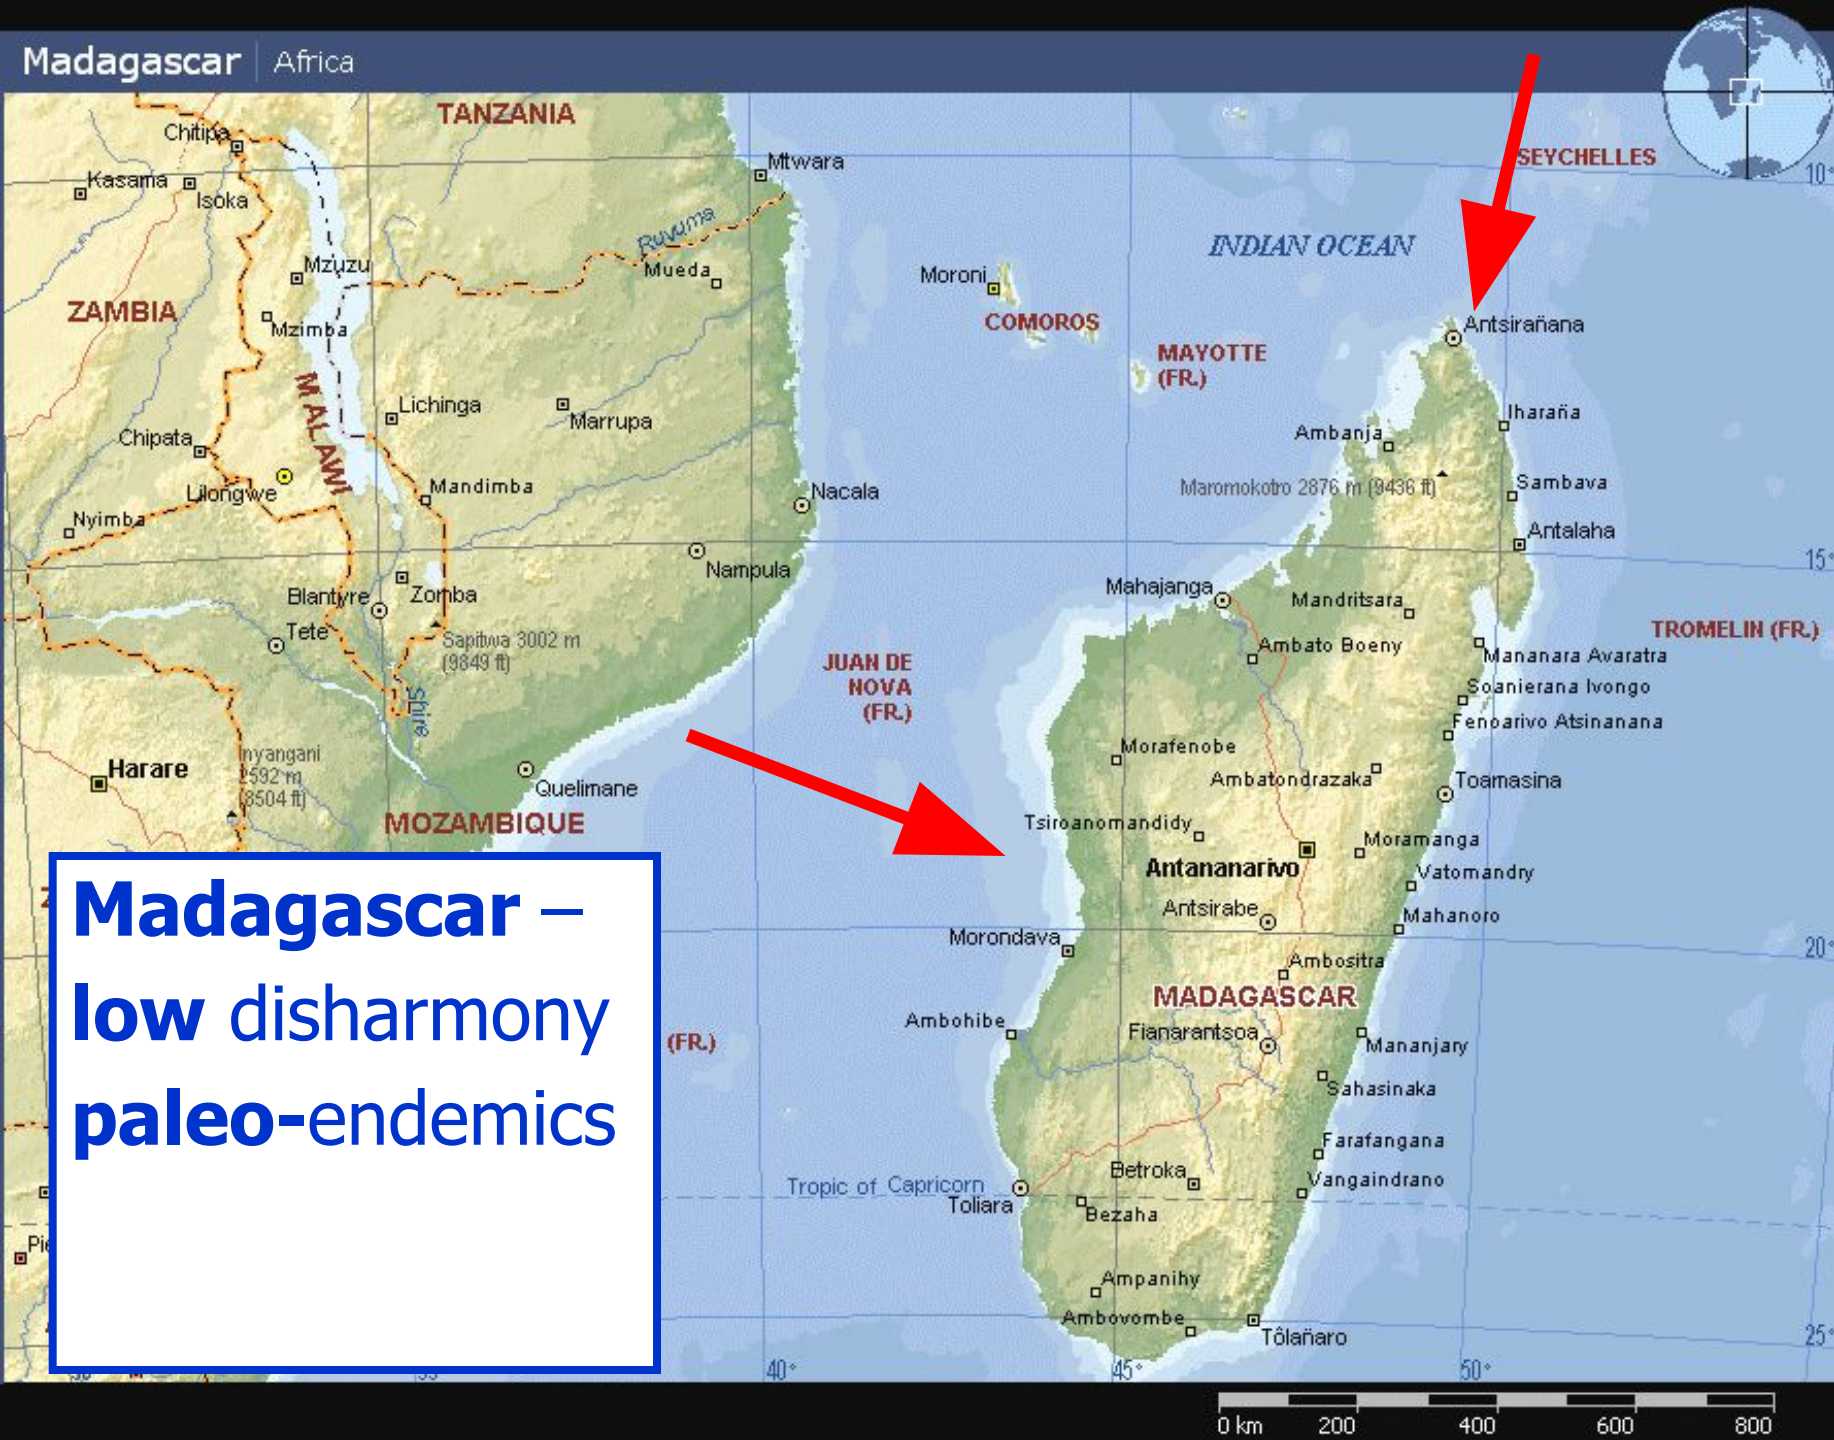 Madagascar Africa
TANZANIA
Chitipa
Mtwara
SEYCHELLES
10°
Kasama
Isoka
Ruvuma
INDIAN OCEAN
Mzuzu
Mueda
Moroni
ZAMBIA
COMOROS
Mzimba
Antsirañana
MAYOTTE
(FR.)
MALAWI
Lichinga
Marrupa
Iharaña
Chipata
Ambanja
Lilongwe
Mandimba
Nacala
Maromokotro 2876 m (9436 ft)
Sambava
Nyimba
Antalaha
Nampula
15°
Blantyre
Zomba
Mahajanga
Mandritsara
Tete
Sapitwa 3002 m
(9849 ft)
TROMELIN (FR.)
Ambato Boeny
Mananara Avaratra
JUAN DE
NOVA
(FR.)
Shire
Soanierana Ivongo
Fenoarivo Atsinanana
Inyangani
2592 m
(8504 ft)
Harare
Morafenobe
Ambatondrazaka
Toamasina
Quelimane
MOZAMBIQUE
Tsiroanomandidy
Moramanga
Antananarivo
Vatomandry
Antsirabe
Mahanoro
Morondava
20°
Ambositra
MADAGASCAR
Ambohibe
Fianarantsoa
(FR.)
Mananjary
Sahasinaka
Farafangana
Betroka
Vangaindrano
Tropic of Capricorn
Toliara
Bezaha
Ampanihy
Ambovombe
Tôlañaro
25°
40°
45°
50°
Madagascar –
low disharmony
paleo-endemics
0 km 200 400 600 800